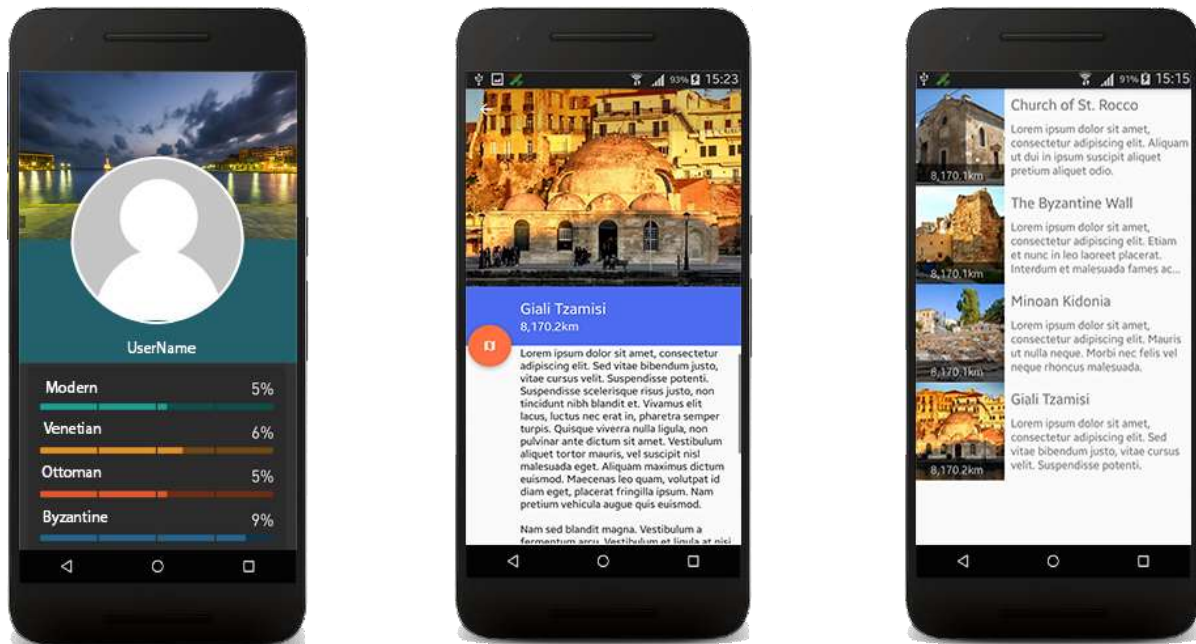 UserName
Modern 5%
Venetian 6%
Ottoman 5%
Byzantine 9%
93% 15:23
Giali Tzamisi
8,170.2km
Lorem ipsum dolor sit amet, consectetur
adipiscing elit. Sed vitae bibendum justo,
vitae cursus velit. Suspendisse potenti.
Suspendisse scelerisque risus justo, non
tincidunt nibh blandit et. Vivamus elit
lacus, luctus nec erat in, pharetra semper
turpis. Quisque viverra nulla ligula, non
pulvinar ante dictum sit amet. Vestibulum
aliquet tortor mauris, vel suscipit nisl
malesuada eget. Aliquam maximus dictum
euismod. Maecenas leo quam, volutpat id
diam eget, placerat fringilla ipsum. Nam
pretium vehicula augue quis euismod.
Nam sed blandit magna. Vestibulum a
fermentum arcu. Vestibulum et ligula at nisi
91% 15:15
Church of St. Rocco
Lorem ipsum dolor sit amet,
consectetur adipiscing elit. Aliquam
ut dui in ipsum suscipit aliquet
pretium aliquet odio.
8,170.1km
The Byzantine Wall
Lorem ipsum dolor sit amet,
consectetur adipiscing elit. Etiam
et nunc in leo laoreet placerat.
Interdum et malesuada fames ac...
8,170.1km
Minoan Kidonia
Lorem ipsum dolor sit amet,
consectetur adipiscing elit. Mauris
ut nulla neque. Morbi nec felis vel
neque rhoncus malesuada.
8,170.1km
Giali Tzamisi
Lorem ipsum dolor sit amet,
consectetur adipiscing elit. Sed
vitae bibendum justo, vitae cursus
velit. Suspendisse potenti.
8,170.2km